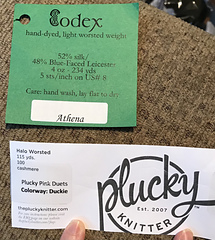 Codex
hand-dyed, light worsted weight
52% silk/
48% Blue-Faced Leicester
4 oz - 234 yds
5 sts/inch on US# 8
Care: hand wash, lay flat to dry
Athena
Halo Worsted
115 yds.
100
cashmere
Plucky Pink Duets
Colorway: Duckie
thepluckyknitter.com
plucky
EST. 2007
KNITTER